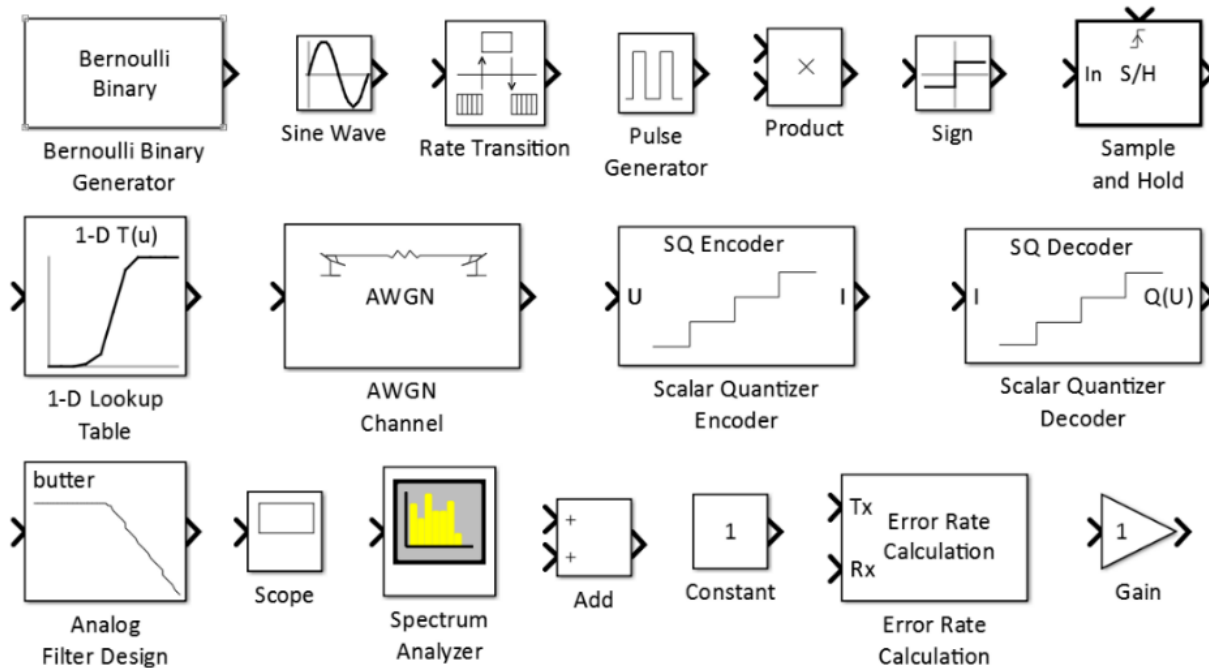 Bernoulli
Binary
Bernoulli Binary
Generator
Sine Wave
Rate Transition
Pulse
Generator
×
Product
Sign
In S/H
Sample
and Hold
1-D T(u)
1-D Lookup
Table
AWGN
AWGN
Channel
SQ Encoder
U I
Scalar Quantizer
Encoder
SQ Decoder
I Q(U)
Scalar Quantizer
Decoder
butter
Analog
Filter Design
Scope
Spectrum
Analyzer
+
+
Add
1
Constant
Tx
Rx
Error Rate
Calculation
Error Rate
Calculation
1
Gain